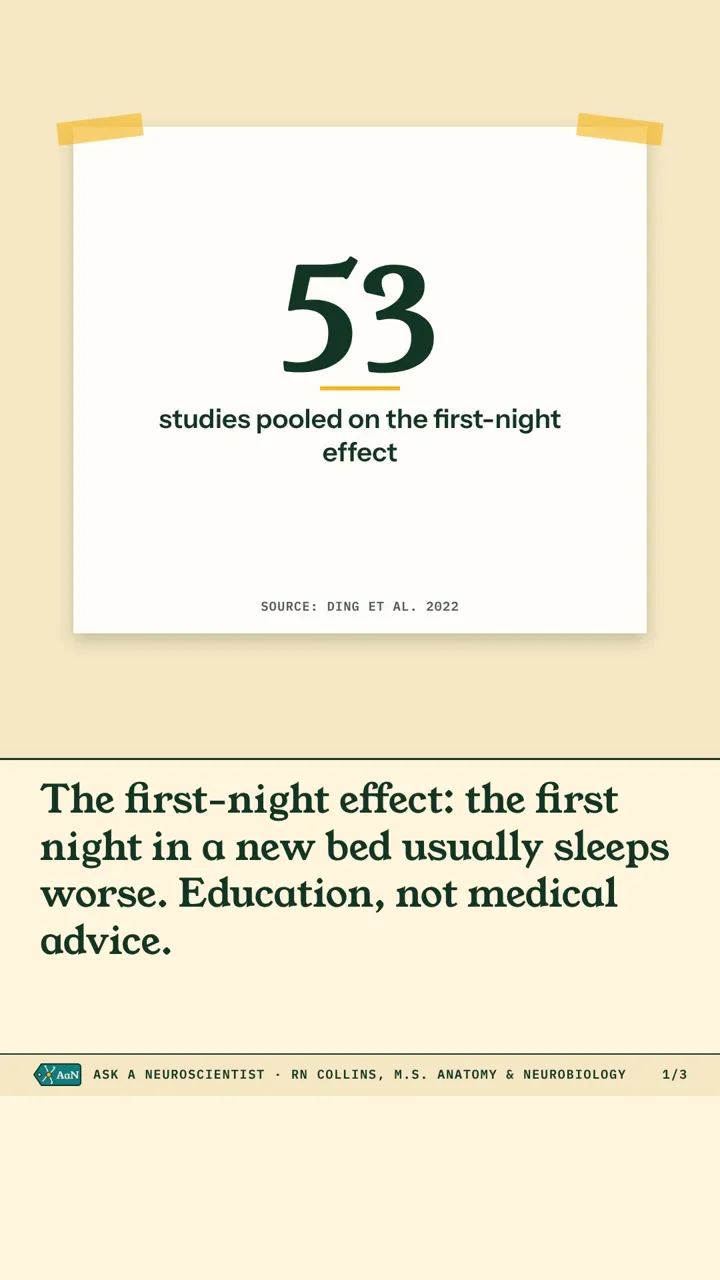 53
studies pooled on the first-night
effect
SOURCE: DING ET AL. 2022
The first-night effect: the first
night in a new bed usually sleeps
worse. Education, not medical
advice.
AaN
ASK A NEUROSCIENTIST · RN COLLINS, M.S. ANATOMY & NEUROBIOLOGY 1/3